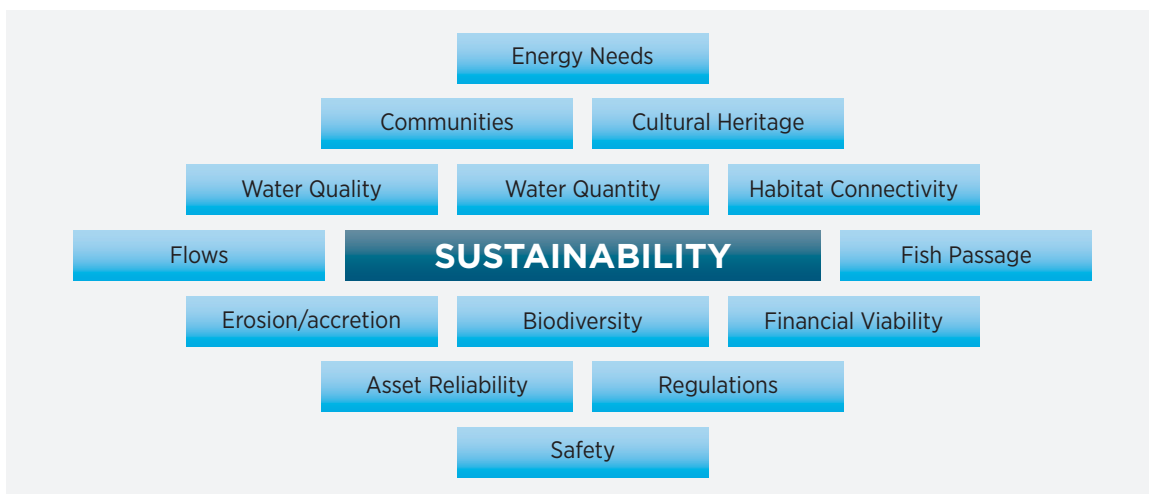 Energy Needs
Communities
Cultural Heritage
Water Quality
Water Quantity
Habitat Connectivity
Flows
SUSTAINABILITY
Fish Passage
Erosion/accretion
Biodiversity
Financial Viability
Asset Reliability
Regulations
Safety